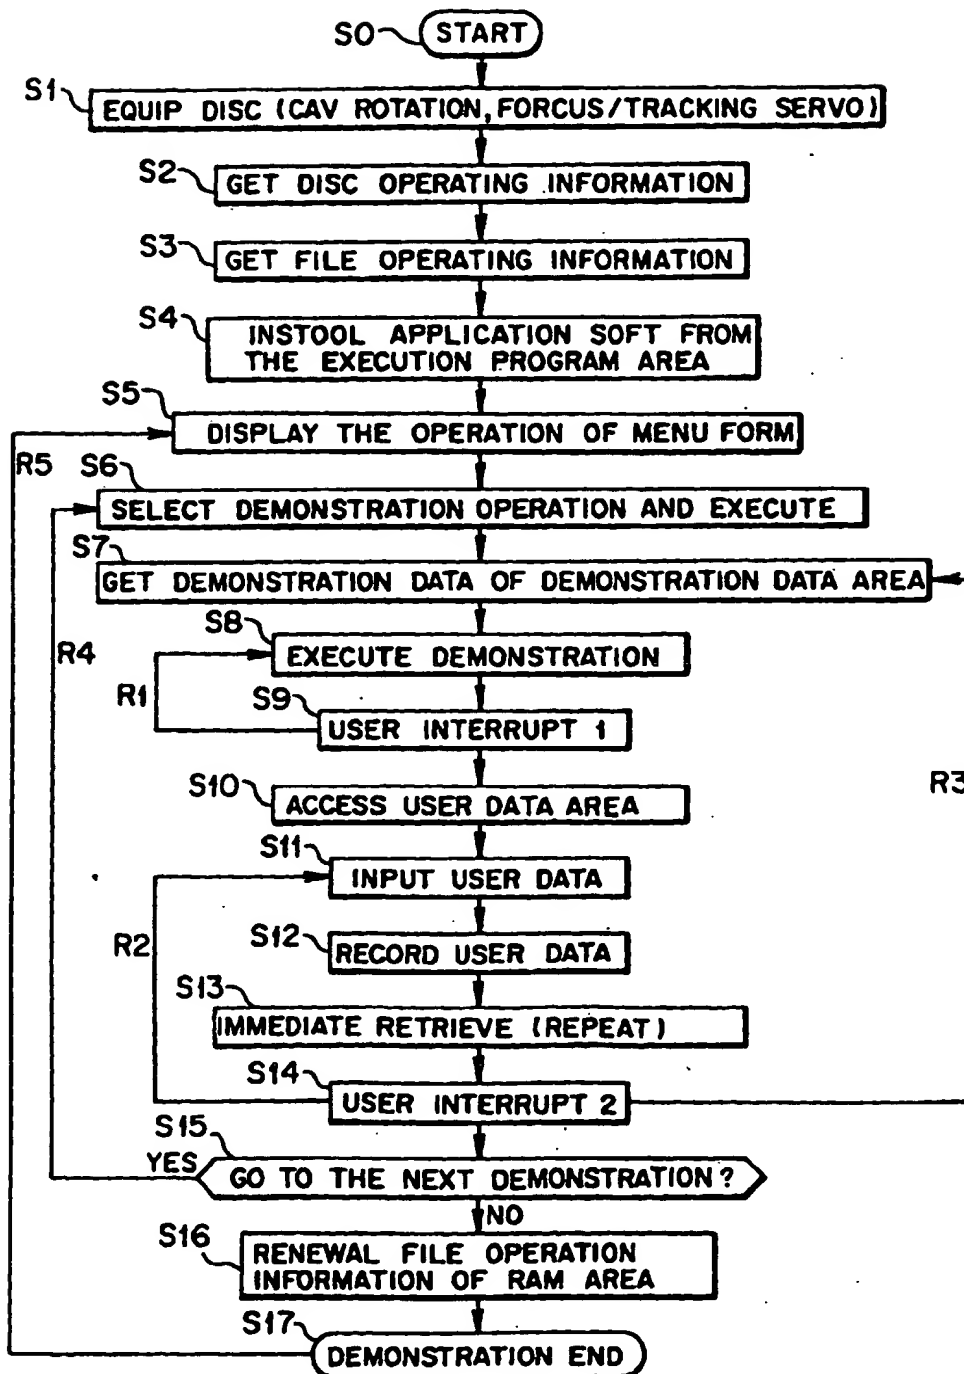 S0 START
S1 EQUIP DISC (CAV ROTATION, FORCUS/TRACKING SERVO)
S2 GET DISC OPERATING INFORMATION
S3 GET FILE OPERATING INFORMATION
S4 INSTOOL APPLICATION SOFT FROM
THE EXECUTION PROGRAM AREA
S5 DISPLAY THE OPERATION OF MENU FORM
R5
S6 SELECT DEMONSTRATION OPERATION AND EXECUTE
S7 GET DEMONSTRATION DATA OF DEMONSTRATION DATA AREA
S8 EXECUTE DEMONSTRATION
R4
R1
S9 USER INTERRUPT 1
S10 ACCESS USER DATA AREA
R3
S11 INPUT USER DATA
R2
S12 RECORD USER DATA
S13 IMMEDIATE RETRIEVE (REPEAT)
S14 USER INTERRUPT 2
S15 GO TO THE NEXT DEMONSTRATION?
YES
NO
S16 RENEWAL FILE OPERATION
INFORMATION OF RAM AREA
S17 DEMONSTRATION END